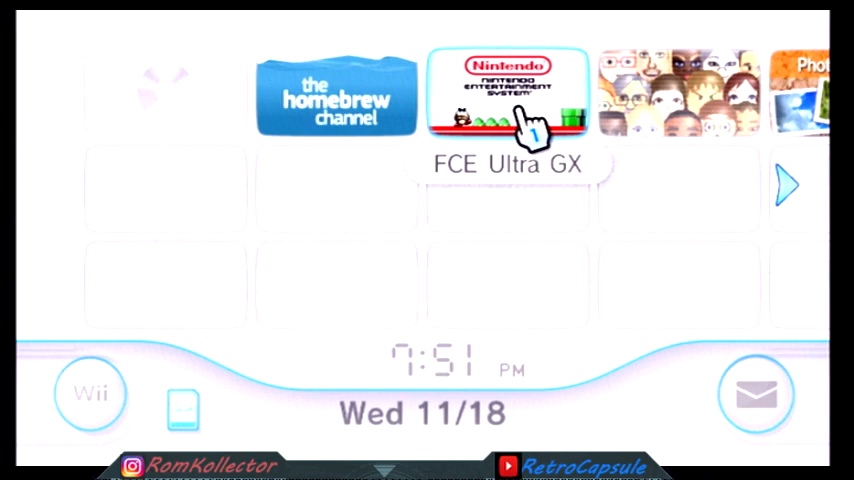 the
homebrew
channel
Nintendo
NINTENDO
ENTERTAINMENT
SYSTEM
Phot
1
FCE Ultra GX
7:51 PM
Wii
Wed 11/18
RomKollector
RetroCapsule